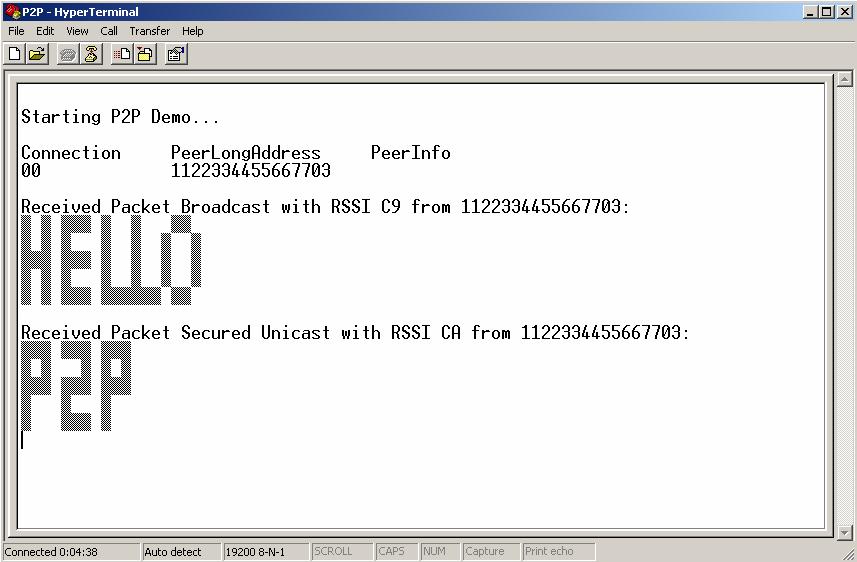 P2P - HyperTerminal
File Edit View Call Transfer Help
Starting P2P Demo...
Connection PeerLongAddress PeerInfo
00 1122334455667703
Received Packet Broadcast with RSSI C9 from 1122334455667703:
HELLO
Received Packet Secured Unicast with RSSI CA from 1122334455667703:
P2P
Connected 0:04:38 Auto detect 19200 8-N-1 SCROLL CAPS NUM Capture Print echo